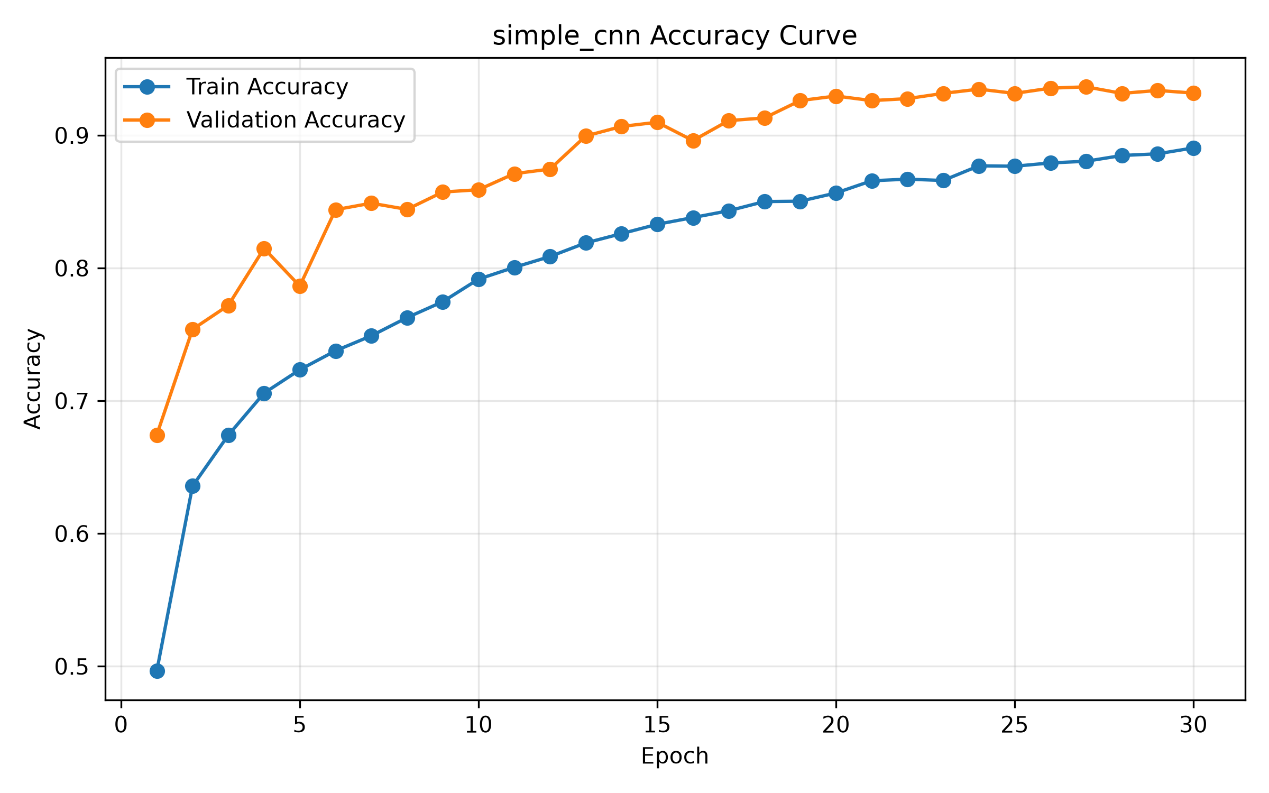 simple_cnn Accuracy Curve
Train Accuracy
Validation Accuracy
Accuracy
0.9
0.8
0.7
0.6
0.5
0 5 10 15 20 25 30
Epoch